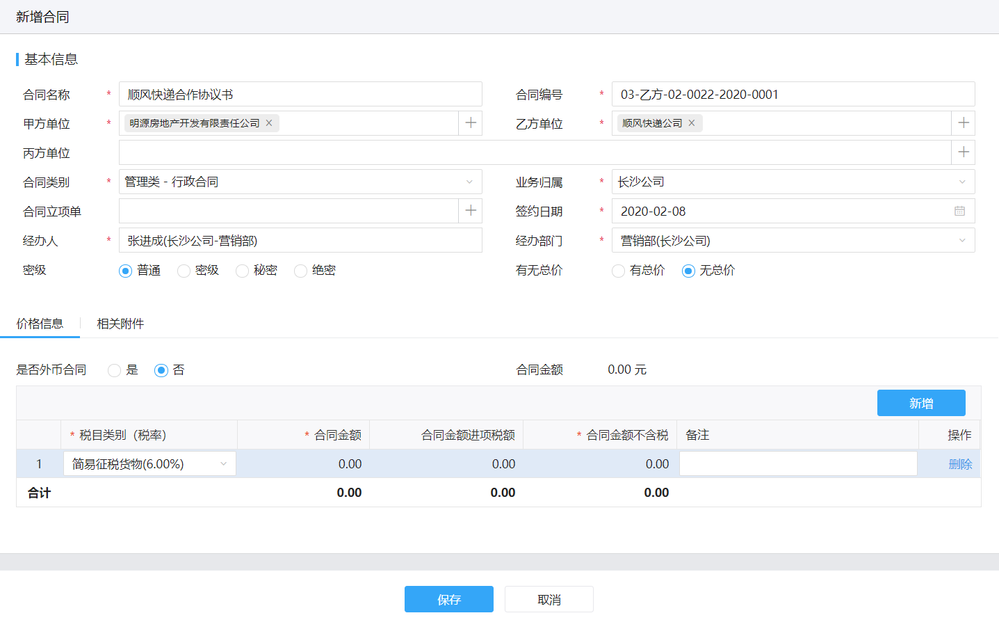 新增合同
基本信息
合同名称 * 顺风快递合作协议书 合同编号 * 03-乙方-02-0022-2020-0001
甲方单位 * 明源房地产开发有限责任公司 × + 乙方单位 * 顺风快递公司 × +
丙方单位 +
合同类别 * 管理类 - 行政合同 业务归属 * 长沙公司
合同立项单 + 签约日期 * 2020-02-08
经办人 * 张进成(长沙公司-营销部) 经办部门 * 营销部(长沙公司)
密级 普通 密级 秘密 绝密 有无总价 有总价 无总价
价格信息 相关附件
是否外币合同 是 否 合同金额 0.00 元
新增
* 税目类别（税率） * 合同金额 合同金额进项税额 * 合同金额不含税 备注 操作
1 简易征税货物(6.00%) 0.00 0.00 0.00 删除
合计 0.00 0.00 0.00
保存 取消